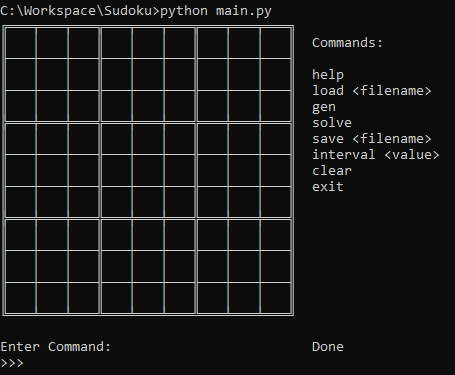 C:\Workspace\Sudoku>python main.py
Commands:
help
load <filename>
gen
solve
save <filename>
interval <value>
clear
exit
Enter Command:
Done
>>>